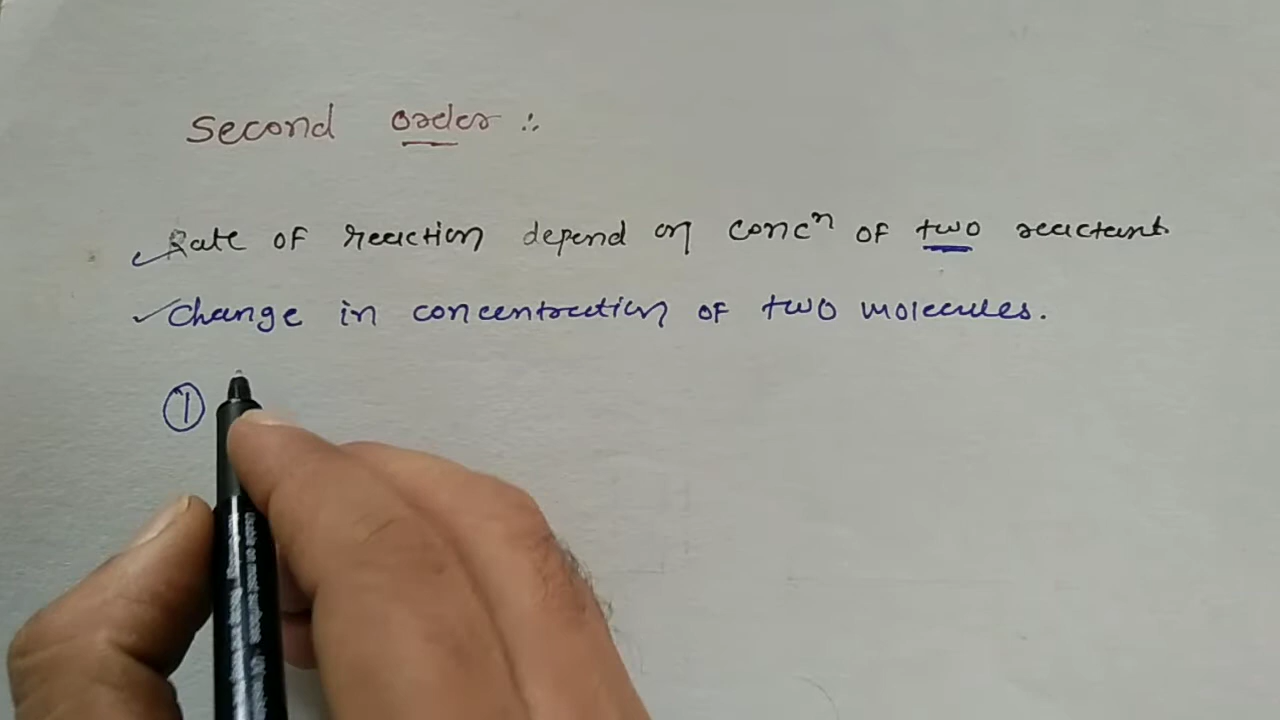 Second order :
Rate of reaction depend on concⁿ of two reactant
Change in concentration of two molecules.
①